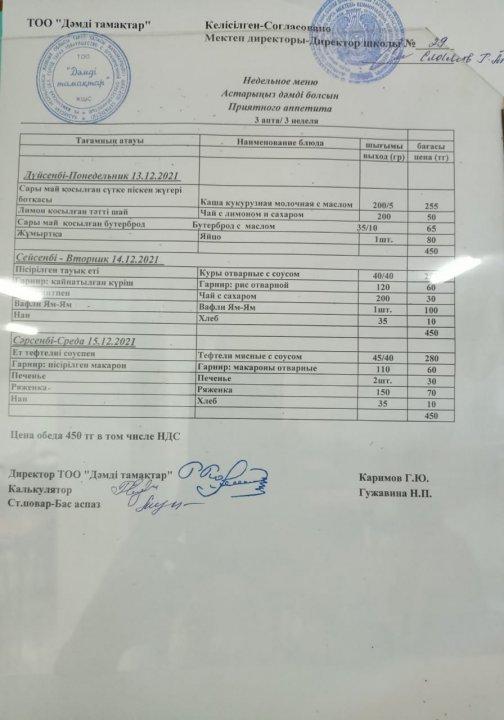 ТОО "Дәмді тамақтар"
Келісілген-Согласовано
Мектеп директоры-Директор школы № 29
ТОО
"Дәмді
тамақтар"
ЖШС
Недельное меню
Астарыңыз дәмді болсын
Приятного аппетита
3 апта/ 3 неделя
Тағамның атауы Наименование блюда шығымы бағасы
выход (гр) цена (тг)
Дүйсенбі-Понедельник 13.12.2021
Сары май қосылған сүтке піскен жүгері
ботқасы Каша кукурузная молочная с маслом 200/5 255
Лимон қосылған тәтті шай Чай с лимоном и сахаром 200 50
Сары май қосылған бутерброд Бутерброд с маслом 35/10 65
Жұмыртқа Яйцо 1шт. 80
450
Сейсенбі - Вторник 14.12.2021
Пісірілген тауық еті Куры отварные с соусом 40/40
Гарнир: қайнатылған күріш Гарнир: рис отварной 120 60
Чай с сахаром 200 30
Вафли Ям-Ям Вафли Ям-Ям 1шт. 100
Нан Хлеб 35 10
450
Сәрсенбі-Среда 15.12.2021
Ет тефтелиі соуспен Тефтели мясные с соусом 45/40 280
Гарнир: пісірілген макарон Гарнир: макароны отварные 110 60
Печенье Печенье 2шт. 30
Ряженка Ряженка 150 70
Нан Хлеб 35 10
450
Цена обеда 450 тг в том числе НДС
Директор ТОО "Дәмді тамақтар" Каримов Г.Ю.
Калькулятор Гужавина Н.П.
Ст.повар-Бас аспаз